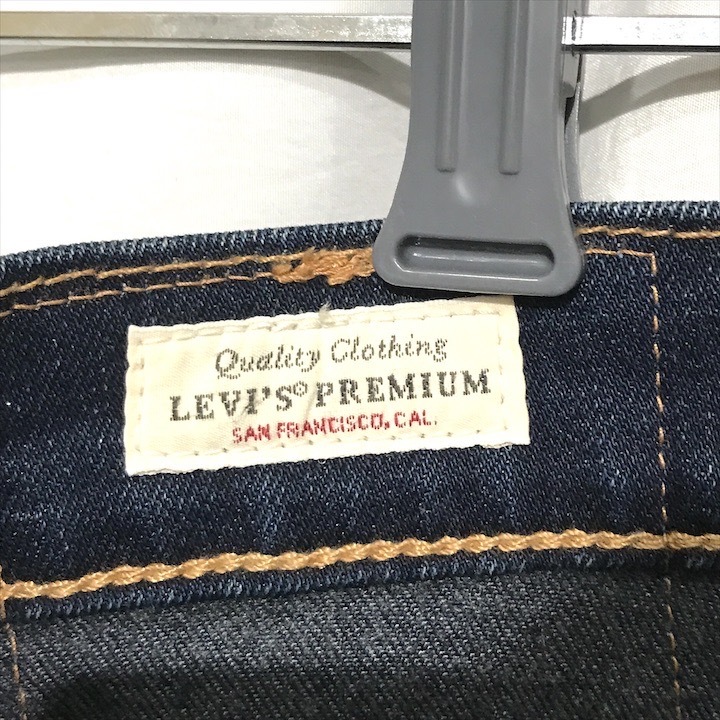 Quality Clothing
LEVI'S® PREMIUM
SAN FRANCISCO, CAL.